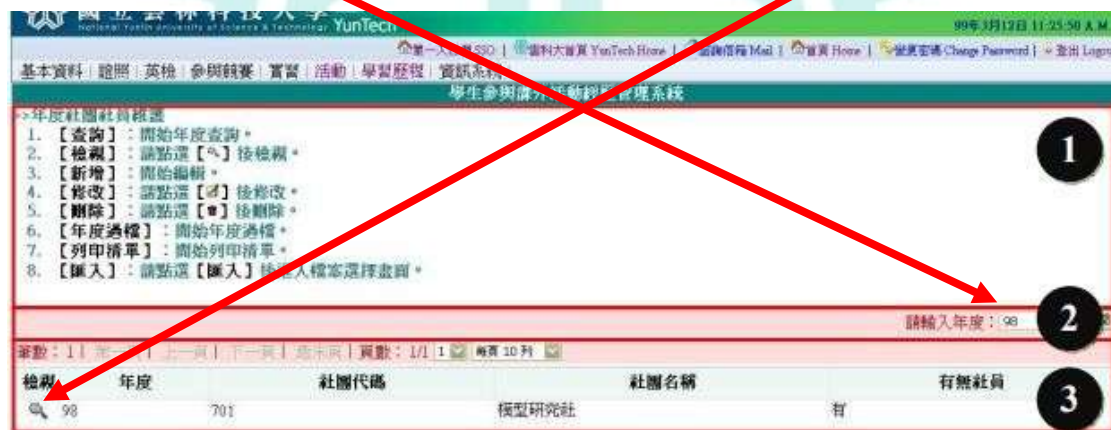 國立雲林科技大學
YunTech
99年3月12日 11:25:50 A.M
雲科大首頁 YunTech Home | Mail | 首頁 Home | 變更密碼 Change Password | 登出 Logout
基本資料 | 證照 | 英檢 | 參與競賽 | 實習 | 活動 | 學習歷程 | 資訊系統
學生參與課外活動經歷管理系統
>>年度社團社員維護
1. 【查詢】：開始年度查詢。
2. 【檢視】：請點選【】後檢視。
3. 【新增】：開始編輯。
4. 【修改】：請點選【】後修改。
5. 【刪除】：請點選【】後刪除。
6. 【年度過檔】：開始年度過檔。
7. 【列印清單】：開始列印清單。
8. 【匯入】：請點選【匯入】後進入檔案選擇畫面。
1
請輸入年度：98
2
筆數：1 | 第一頁 | 上一頁 | 下一頁 | 最末頁 | 頁數：1/1 1 每頁 10 列
檢視 年度 社團代碼 社團名稱 有無社員
98 701 模型研究社 有
3